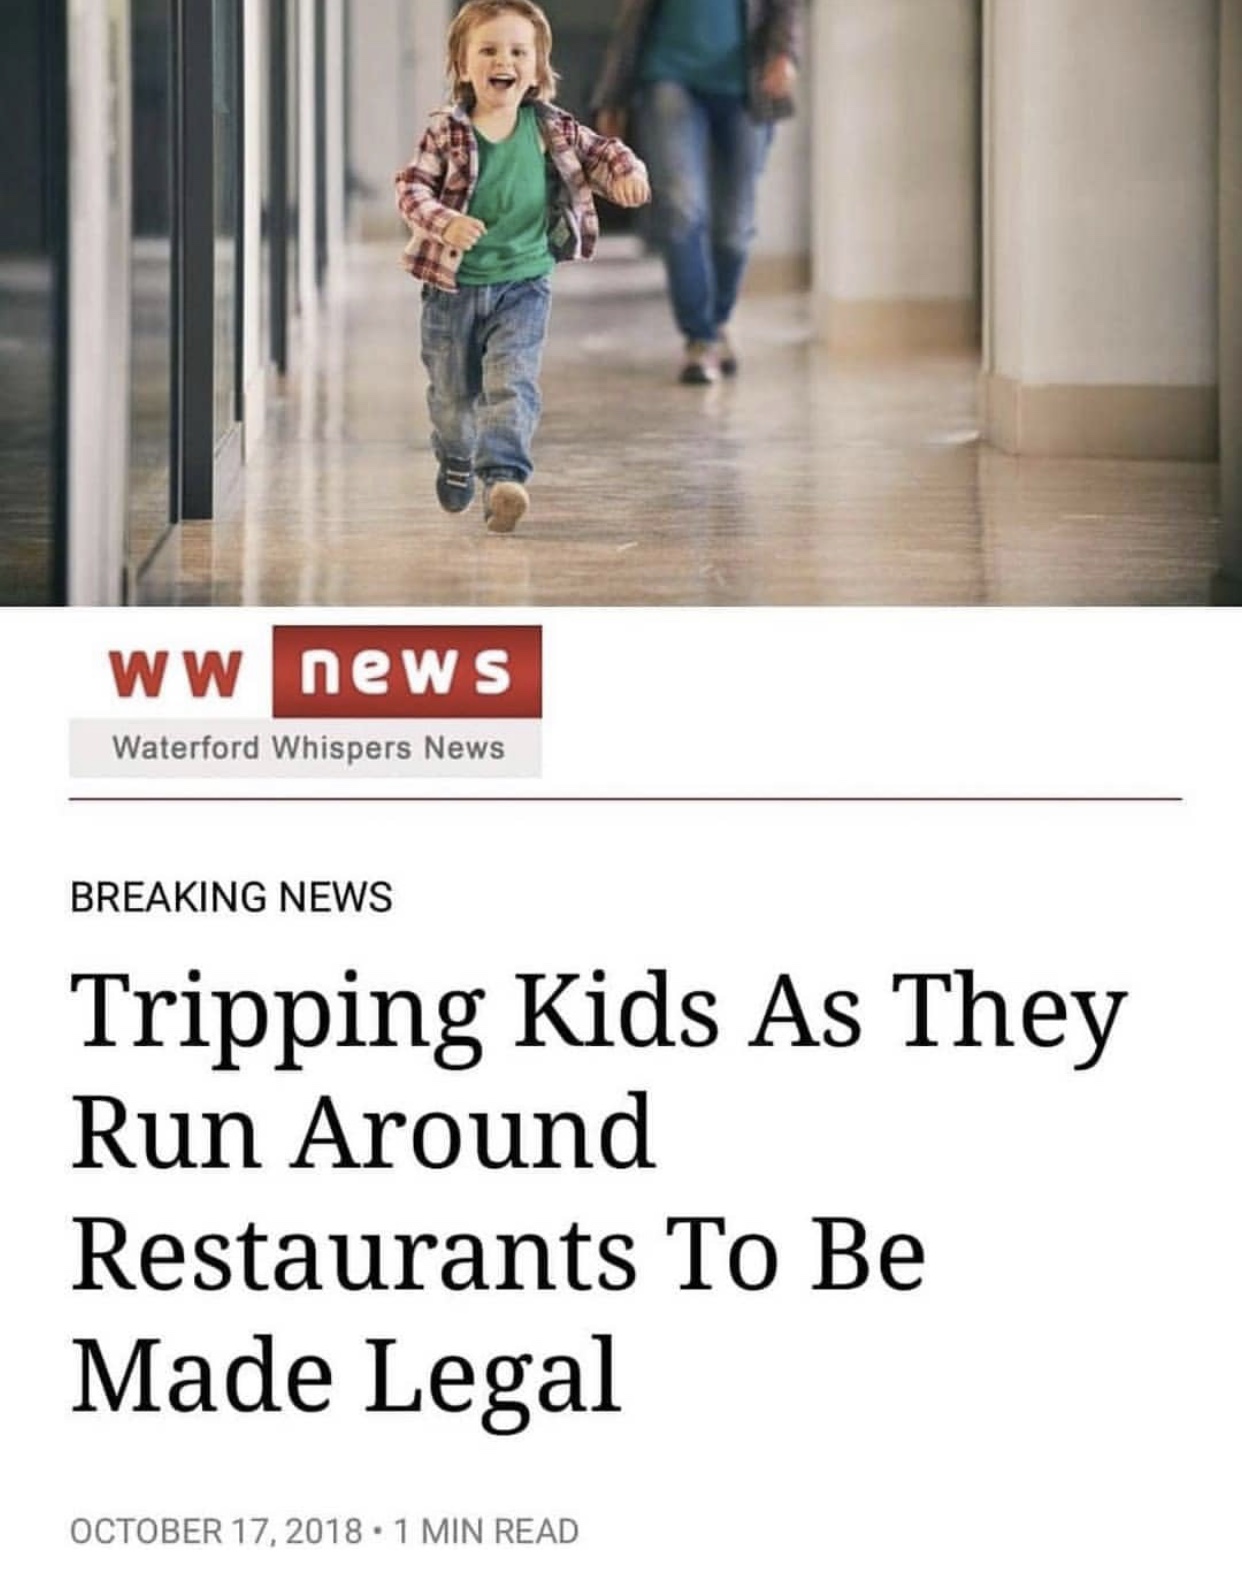 ww news
Waterford Whispers News
BREAKING NEWS
Tripping Kids As They
Run Around
Restaurants To Be
Made Legal
OCTOBER 17, 2018 • 1 MIN READ